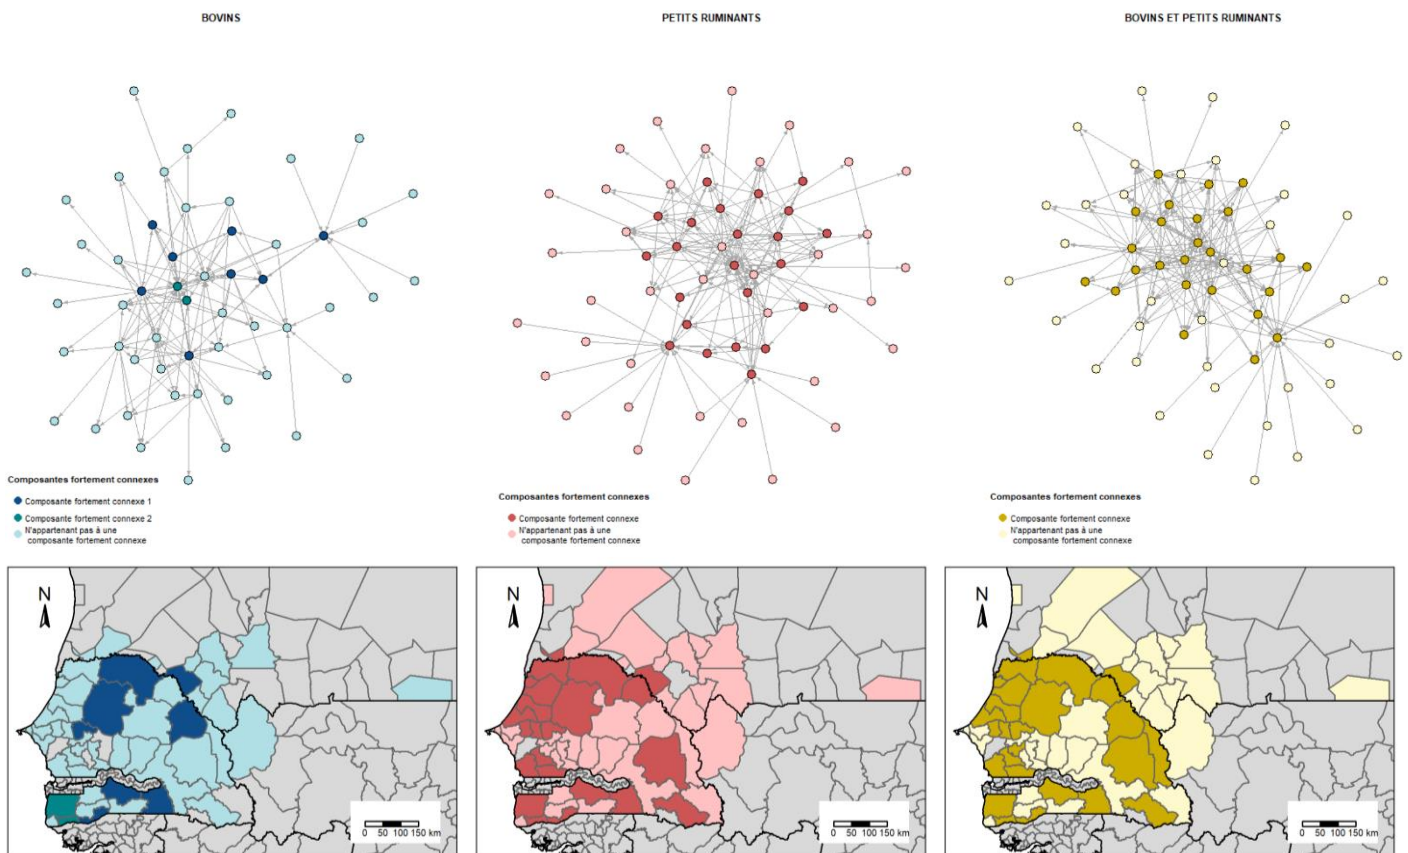 BOVINS
PETITS RUMINANTS
BOVINS ET PETITS RUMINANTS
Composantes fortement connexes
Composante fortement connexe 1
Composante fortement connexe 2
N'appartenant pas à une
composante fortement connexe
Composantes fortement connexes
Composante fortement connexe
N'appartenant pas à une
composante fortement connexe
Composantes fortement connexes
Composante fortement connexe
N'appartenant pas à une
composante fortement connexe
N
0 50 100 150 km
N
0 50 100 150 km
N
0 50 100 150 km